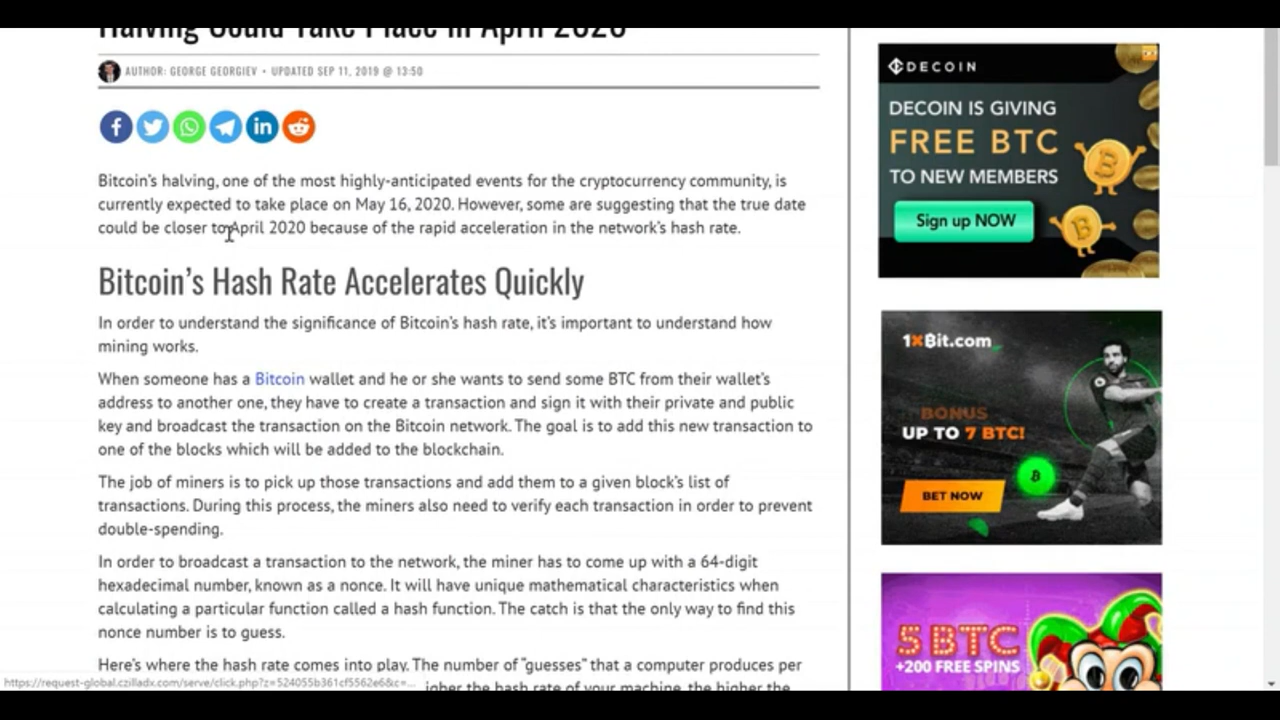 Halving Could Take Place in April 2020
AUTHOR: GEORGE GEORGIEV • UPDATED SEP 11, 2019 @ 13:50
Bitcoin's halving, one of the most highly-anticipated events for the cryptocurrency community, is
currently expected to take place on May 16, 2020. However, some are suggesting that the true date
could be closer to April 2020 because of the rapid acceleration in the network's hash rate.
Bitcoin's Hash Rate Accelerates Quickly
In order to understand the significance of Bitcoin's hash rate, it's important to understand how
mining works.
When someone has a Bitcoin wallet and he or she wants to send some BTC from their wallet's
address to another one, they have to create a transaction and sign it with their private and public
key and broadcast the transaction on the Bitcoin network. The goal is to add this new transaction to
one of the blocks which will be added to the blockchain.
The job of miners is to pick up those transactions and add them to a given block's list of
transactions. During this process, the miners also need to verify each transaction in order to prevent
double-spending.
In order to broadcast a transaction to the network, the miner has to come up with a 64-digit
hexadecimal number, known as a nonce. It will have unique mathematical characteristics when
calculating a particular function called a hash function. The catch is that the only way to find this
nonce number is to guess.
Here's where the hash rate comes into play. The number of "guesses" that a computer produces per
the hash rate of your machine, the higher the
https://request-global.czilladx.com/serve/click.php?z=524055b361cf5562e6&c=...
DECOIN
DECOIN IS GIVING
FREE BTC
TO NEW MEMBERS
Sign up NOW
1XBit.com
BONUS
UP TO 7 BTC!
BET NOW
5 BTC
+200 FREE SPINS